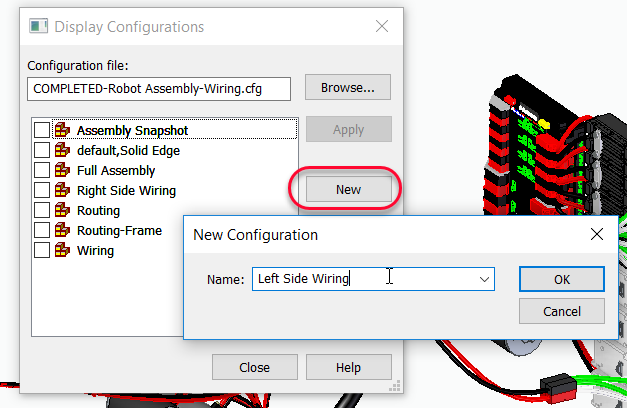 Display Configurations
Configuration file:
COMPLETED-Robot Assembly-Wiring.cfg
Browse...
Assembly Snapshot
default,Solid Edge
Full Assembly
Right Side Wiring
Routing
Routing-Frame
Wiring
Apply
New
New Configuration
Name:
Left Side Wiring
OK
Cancel
Close
Help